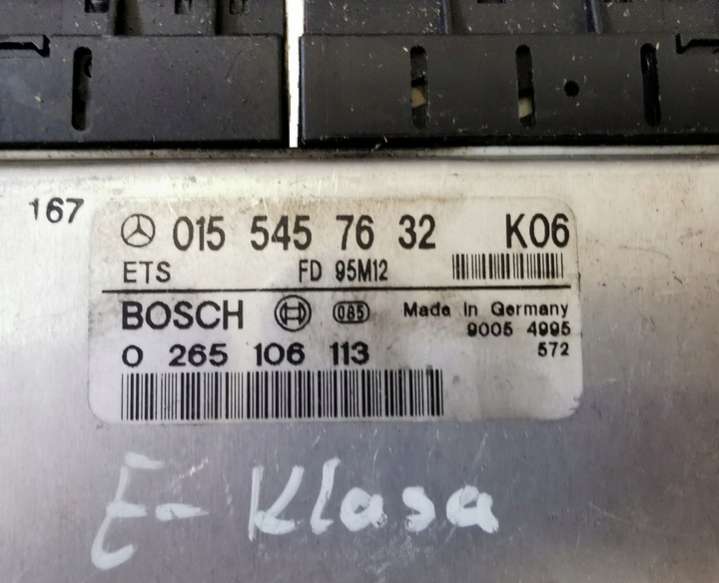 167
015 545 76 32 K06
ETS FD 95M12
BOSCH 085 Made in Germany
9005 4995
0 265 106 113 572
E-Klasa